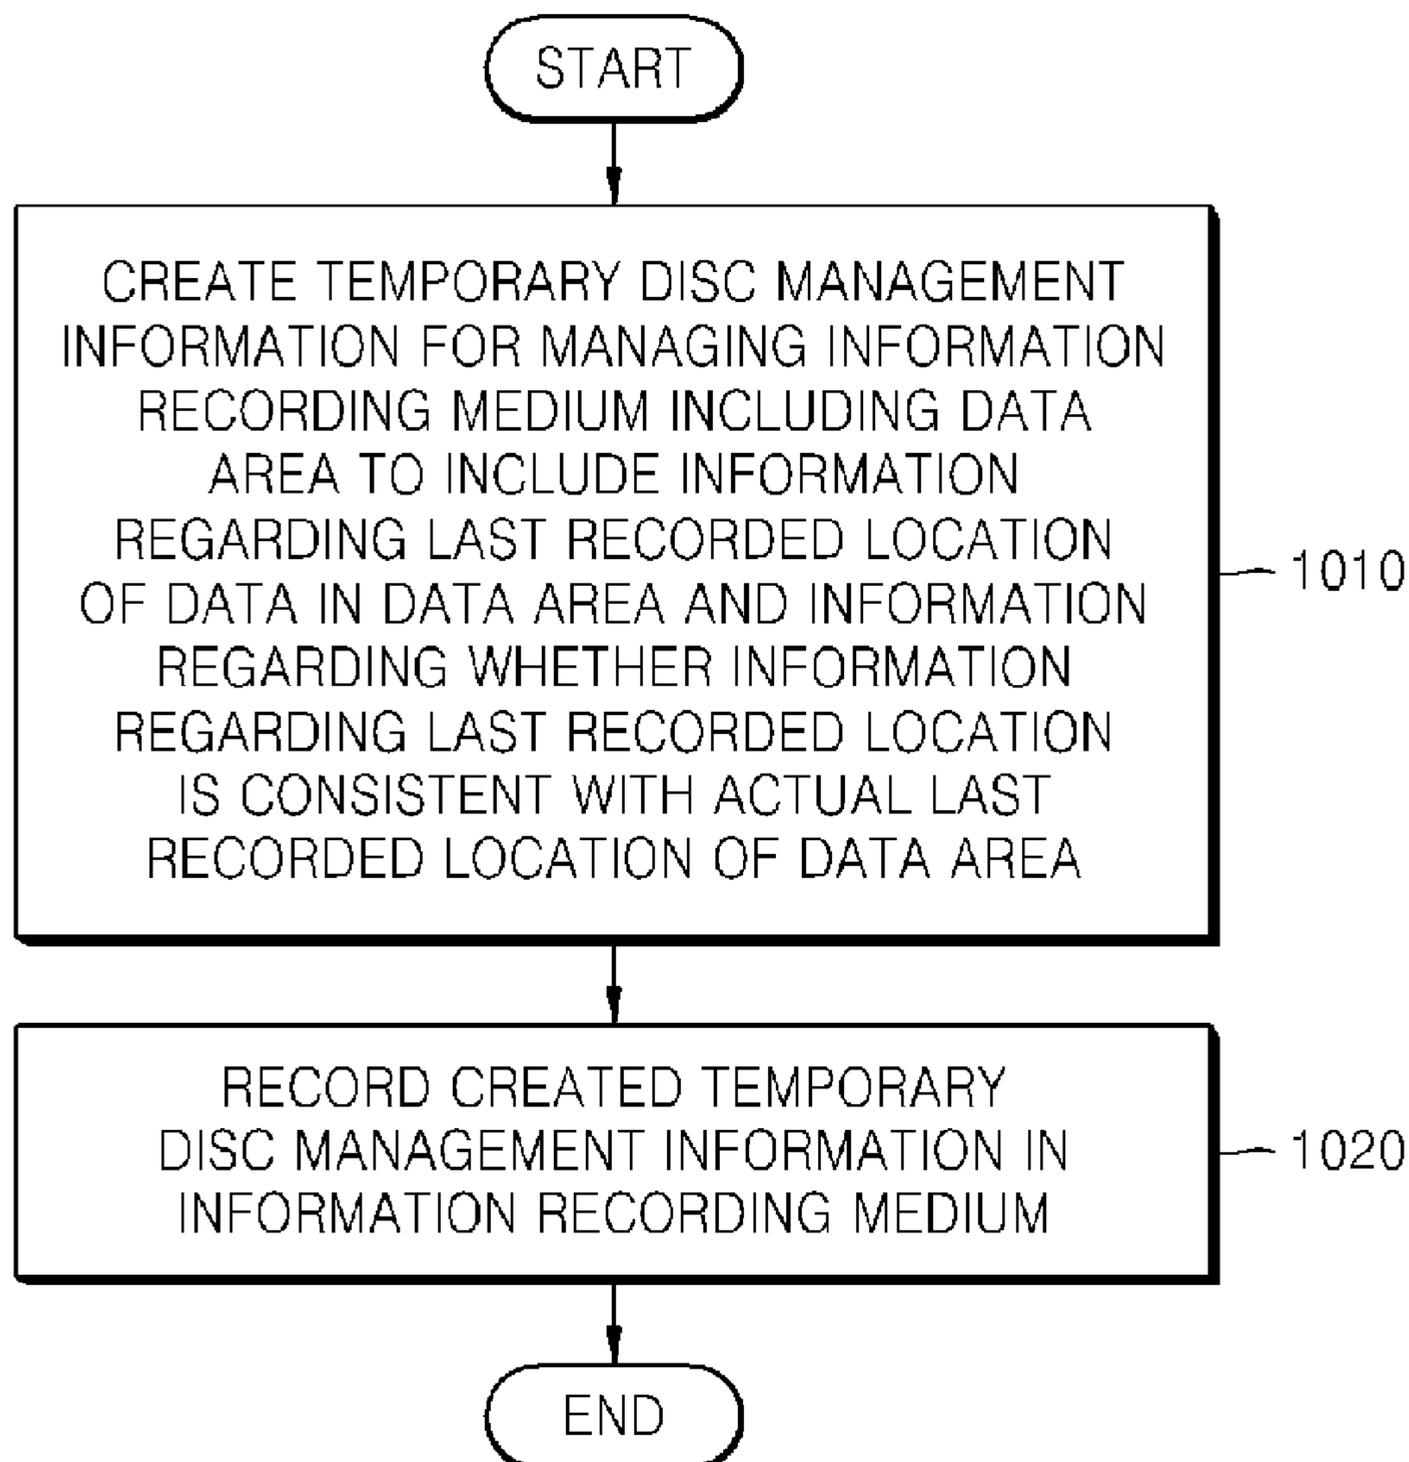 START
CREATE TEMPORARY DISC MANAGEMENT
INFORMATION FOR MANAGING INFORMATION
RECORDING MEDIUM INCLUDING DATA
AREA TO INCLUDE INFORMATION
REGARDING LAST RECORDED LOCATION
OF DATA IN DATA AREA AND INFORMATION
REGARDING WHETHER INFORMATION
REGARDING LAST RECORDED LOCATION
IS CONSISTENT WITH ACTUAL LAST
RECORDED LOCATION OF DATA AREA
1010
RECORD CREATED TEMPORARY
DISC MANAGEMENT INFORMATION IN
INFORMATION RECORDING MEDIUM
1020
END